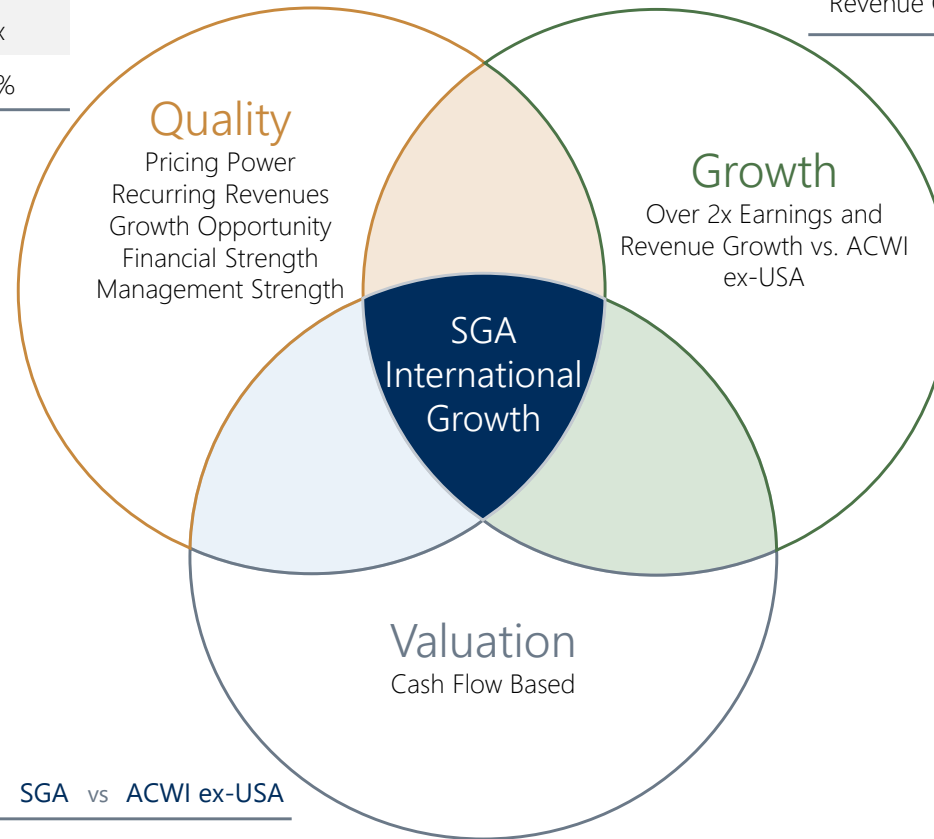 Revenue
x
%
Quality
Pricing Power
Recurring Revenues
Growth Opportunity
Financial Strength
Management Strength
Growth
Over 2x Earnings and
Revenue Growth vs. ACWI
ex-USA
SGA
International
Growth
Valuation
Cash Flow Based
SGA vs ACWI ex-USA